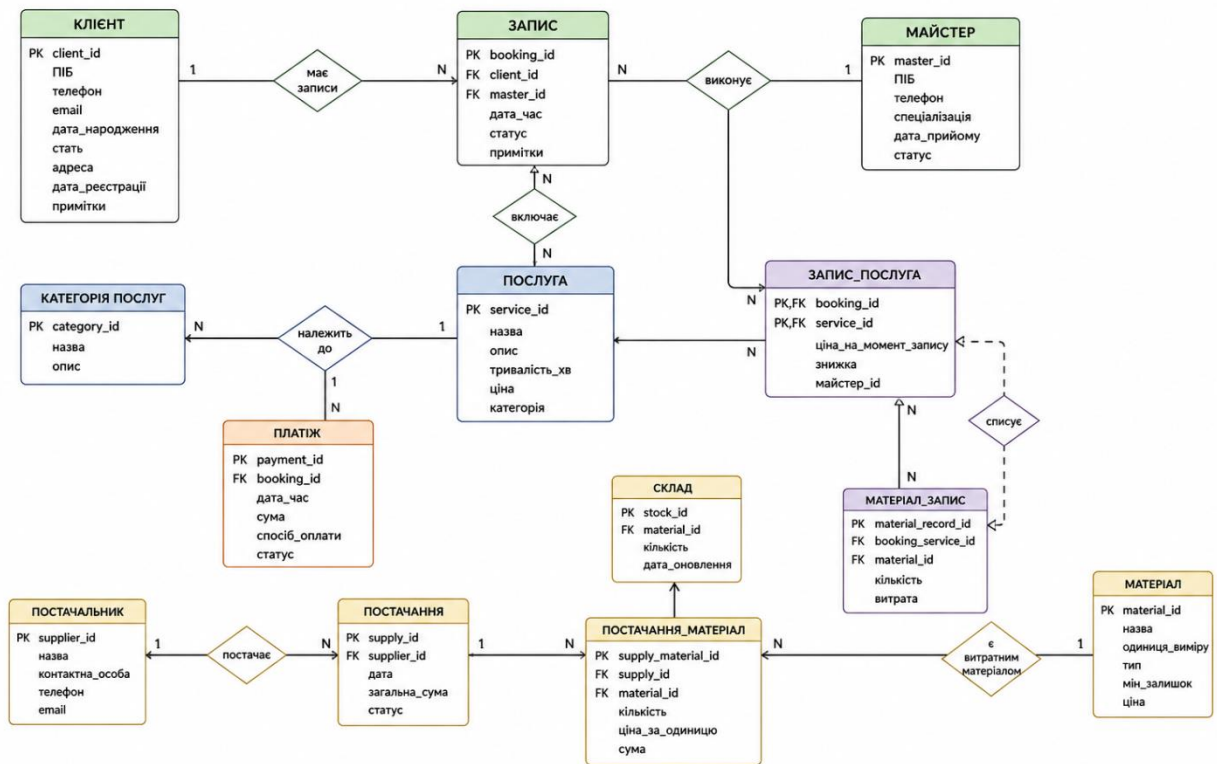 КЛІЄНТ
PK client_id
ПІБ
телефон
email
дата_народження
стать
адреса
дата_реєстрації
примітки
1
має
записи
N
ЗАПИС
PK booking_id
FK client_id
FK master_id
дата_час
статус
примітки
N
виконує
1
МАЙСТЕР
PK master_id
ПІБ
телефон
спеціалізація
дата_прийому
статус
N
включає
N
КАТЕГОРІЯ ПОСЛУГ
PK category_id
назва
опис
N
належить
до
1
1
N
ПОСЛУГА
PK service_id
назва
опис
тривалість_хв
ціна
категорія
N
N
ЗАПИС_ПОСЛУГА
PK,FK booking_id
PK,FK service_id
ціна_на_момент_запису
знижка
майстер_id
N
списує
N
ПЛАТІЖ
PK payment_id
FK booking_id
дата_час
сума
спосіб_оплати
статус
СКЛАД
PK stock_id
FK material_id
кількість
дата_оновлення
МАТЕРІАЛ_ЗАПИС
PK material_record_id
FK booking_service_id
FK material_id
кількість
витрата
ПОСТАЧАЛЬНИК
PK supplier_id
назва
контактна_особа
телефон
email
1
постачає
N
ПОСТАЧАННЯ
PK supply_id
FK supplier_id
дата
загальна_сума
статус
1
N
ПОСТАЧАННЯ_МАТЕРІАЛ
PK supply_material_id
FK supply_id
FK material_id
кількість
ціна_за_одиницю
сума
N
є
витратним
матеріалом
1
МАТЕРІАЛ
PK material_id
назва
одиниця_виміру
тип
мін_залишок
ціна